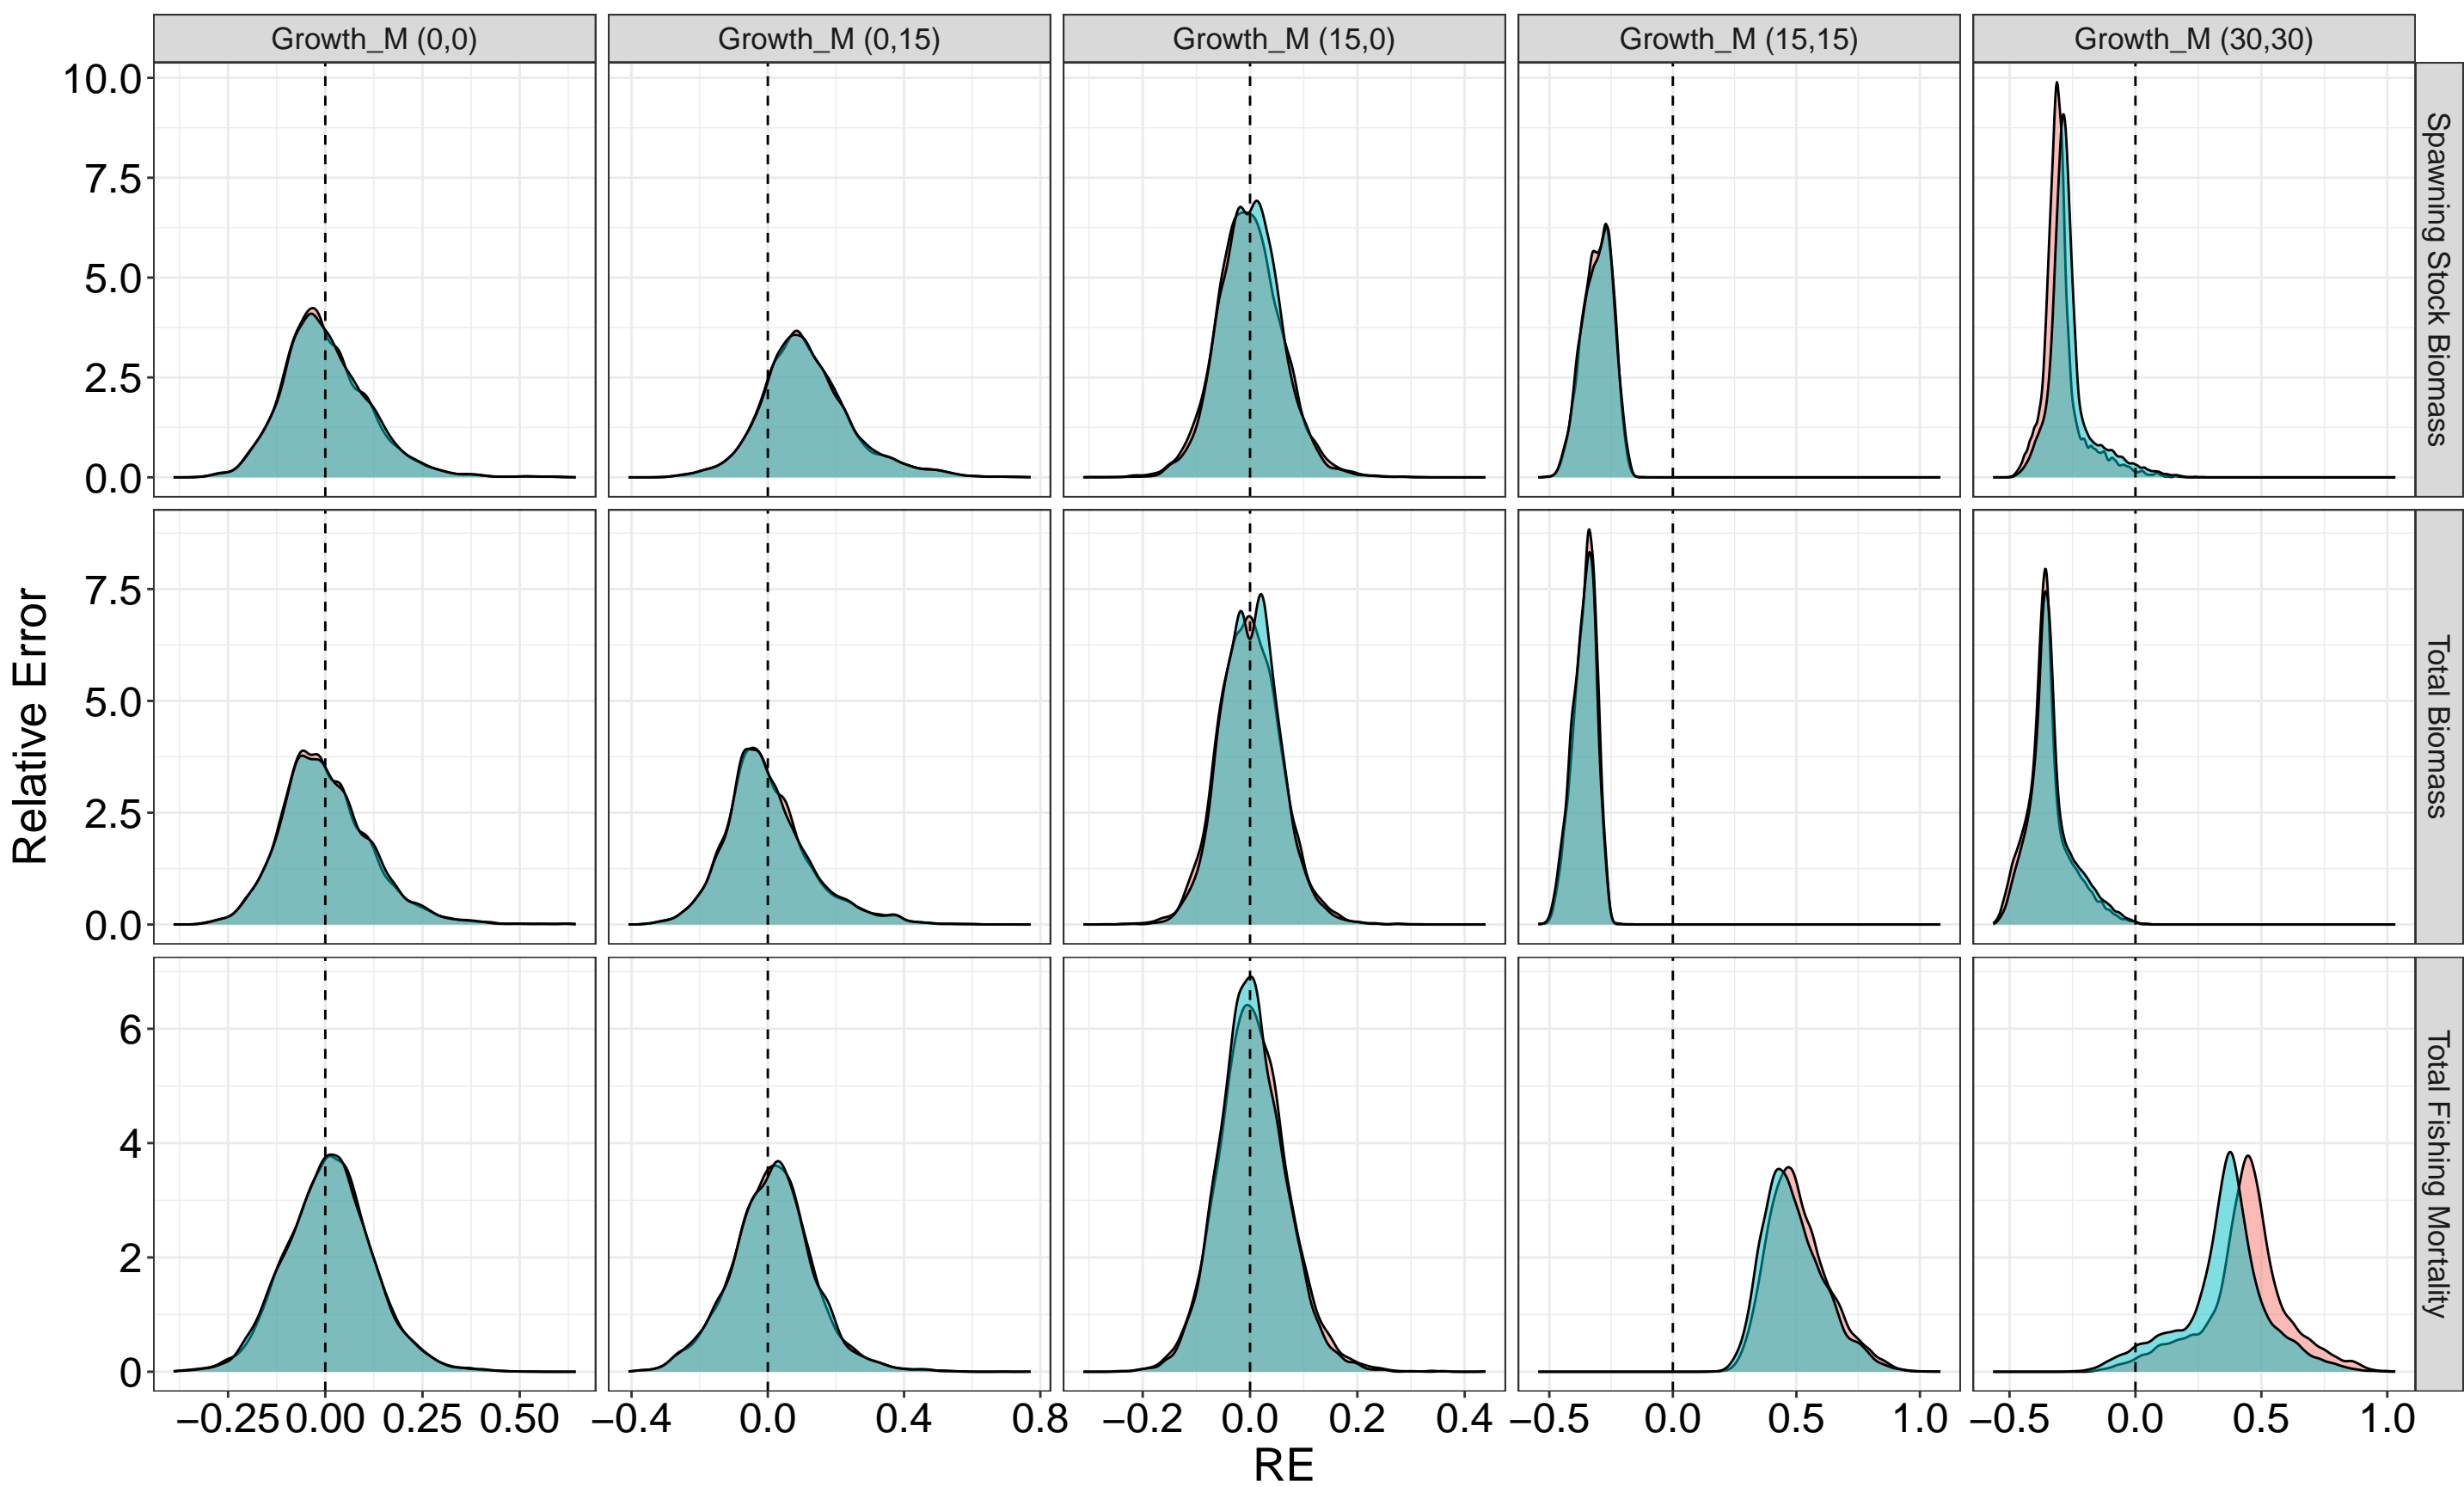 Growth_M (0,0)
Growth_M (0,15)
Growth_M (15,0)
Growth_M (15,15)
Growth_M (30,30)
10.0
7.5
5.0
2.5
0.0
Spawning Stock Biomass
7.5
5.0
2.5
0.0
Total Biomass
6
4
2
0
Total Fishing Mortality
Relative Error
−0.25 0.00 0.25 0.50
−0.4 0.0 0.4 0.8
−0.2 0.0 0.2 0.4
−0.5 0.0 0.5 1.0
−0.5 0.0 0.5 1.0
RE